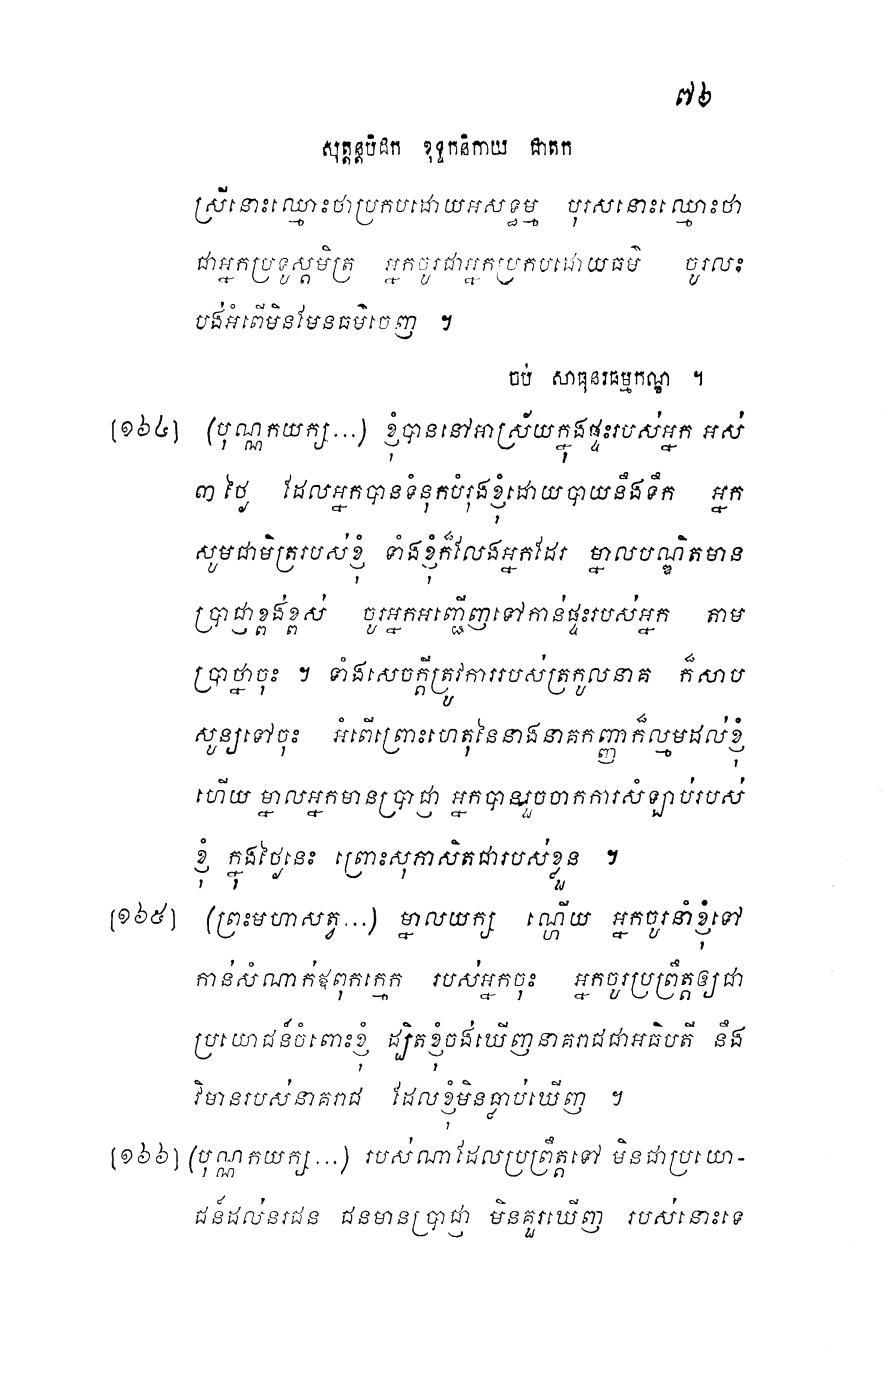 ៧៦
សុត្តន្តបិដក ខុទ្ទកនិកាយ ជាតក
ស្រីនោះឈ្មោះថាប្រកបដោយអសទ្ធម្ម បុរសនោះឈ្មោះថា
ជាអ្នកប្រទូស្តមិត្រ អ្នកចូរជាអ្នកប្រកបដោយធម៌ ចូរលះ
បង់អំពើមិនមែនធម៌ចេញ ។
ចប់ សាធុនរធម្មកណ្ឌ ។
[១៦៤] (បុណ្ណកយក្ស...) ខ្ញុំបាននៅអាស្រ័យក្នុងផ្ទះរបស់អ្នក អស់
៣ ថ្ងៃ ដែលអ្នកបានទំនុកបំរុងខ្ញុំដោយបាយនឹងទឹក អ្នក
សូមជាមិត្ររបស់ខ្ញុំ ទាំងខ្ញុំក៏លែងអ្នកដែរ ម្នាលបណ្ឌិតមាន
ប្រាជ្ញាខ្ពង់ខ្ពស់ ចូរអ្នកអញ្ជើញទៅកាន់ផ្ទះរបស់អ្នក តាម
ប្រាថ្នាចុះ ។ ទាំងសេចក្តីត្រូវការរបស់ត្រកូលនាគ ក៏សាប
សូន្យទៅចុះ អំពើព្រោះហេតុនៃនាងនាគកញ្ញាក៏ល្មមដល់ខ្ញុំ
ហើយ ម្នាលអ្នកមានប្រាជ្ញា អ្នកបានរួចចាកការសំឡាប់របស់
ខ្ញុំ ក្នុងថ្ងៃនេះ ព្រោះសុភាសិតជារបស់ខ្លួន ។
[១៦៥] (ព្រះមហាសត្វ...) ម្នាលយក្ស ណ្ហើយ អ្នកចូរនាំខ្ញុំទៅ
កាន់សំណាក់ឪពុកក្មេក របស់អ្នកចុះ អ្នកចូរប្រព្រឹត្តឲ្យជា
ប្រយោជន៍ចំពោះខ្ញុំ ដ្បិតខ្ញុំចង់ឃើញនាគរាជជាអធិបតី នឹង
វិមានរបស់នាគរាជ ដែលខ្ញុំមិនធ្លាប់ឃើញ ។
[១៦៦] (បុណ្ណកយក្ស...) របស់ណាដែលប្រព្រឹត្តទៅ មិនជាប្រយោ-
ជន៍ដល់នរជន ជនមានប្រាជ្ញា មិនគួរឃើញ របស់នោះទេ